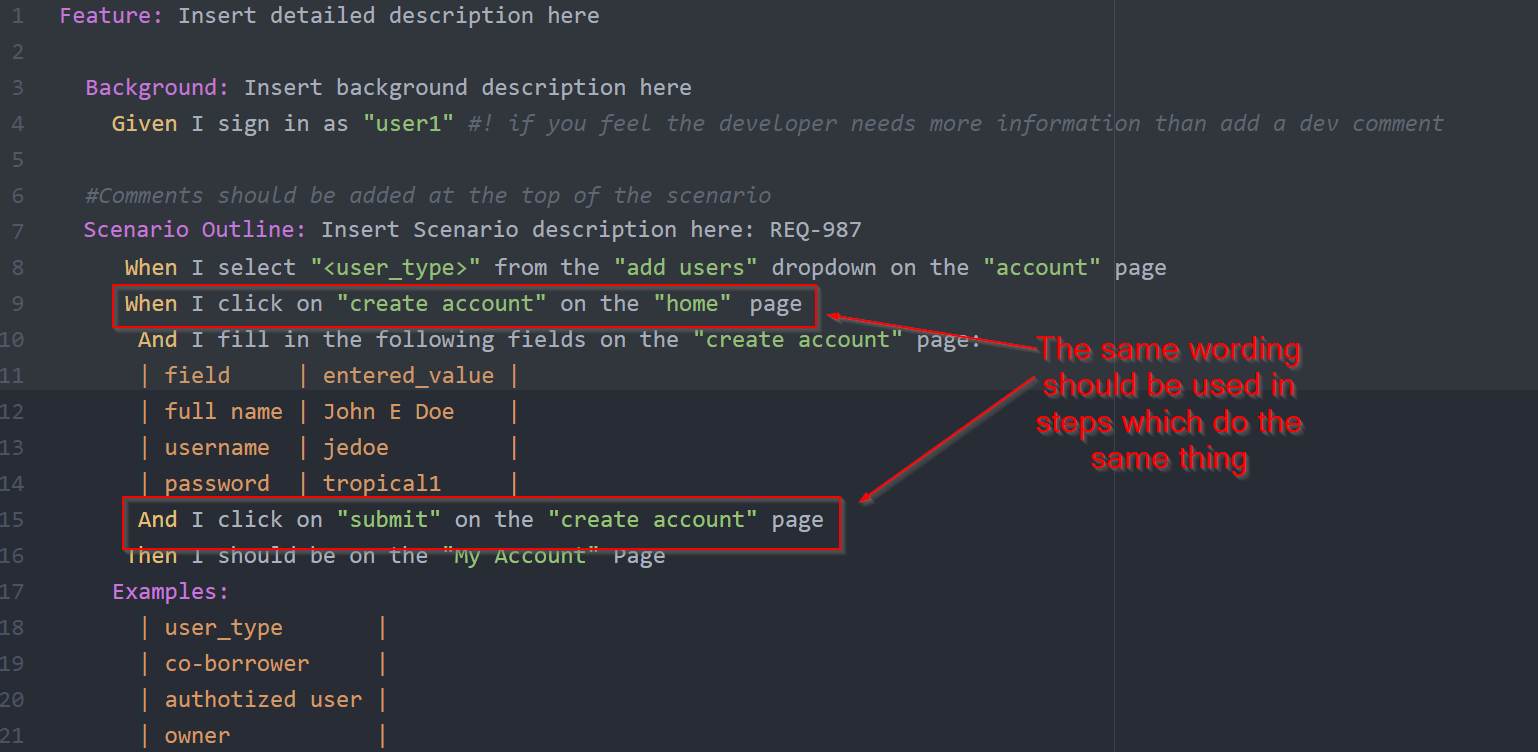 1 Feature: Insert detailed description here
2
3 Background: Insert background description here
4 Given I sign in as "user1" #! if you feel the developer needs more information than add a dev comment
5
6 #Comments should be added at the top of the scenario
7 Scenario Outline: Insert Scenario description here: REQ-987
8 When I select "<user_type>" from the "add users" dropdown on the "account" page
9 When I click on "create account" on the "home" page
10 And I fill in the following fields on the "create account" page:
11 | field | entered_value |
12 | full name | John E Doe |
13 | username | jedoe |
14 | password | tropical1 |
15 And I click on "submit" on the "create account" page
16 Then I should be on the "My Account" Page
17 Examples:
18 | user_type |
19 | co-borrower |
20 | authotized user |
21 | owner |
The same wording
should be used in
steps which do the
same thing